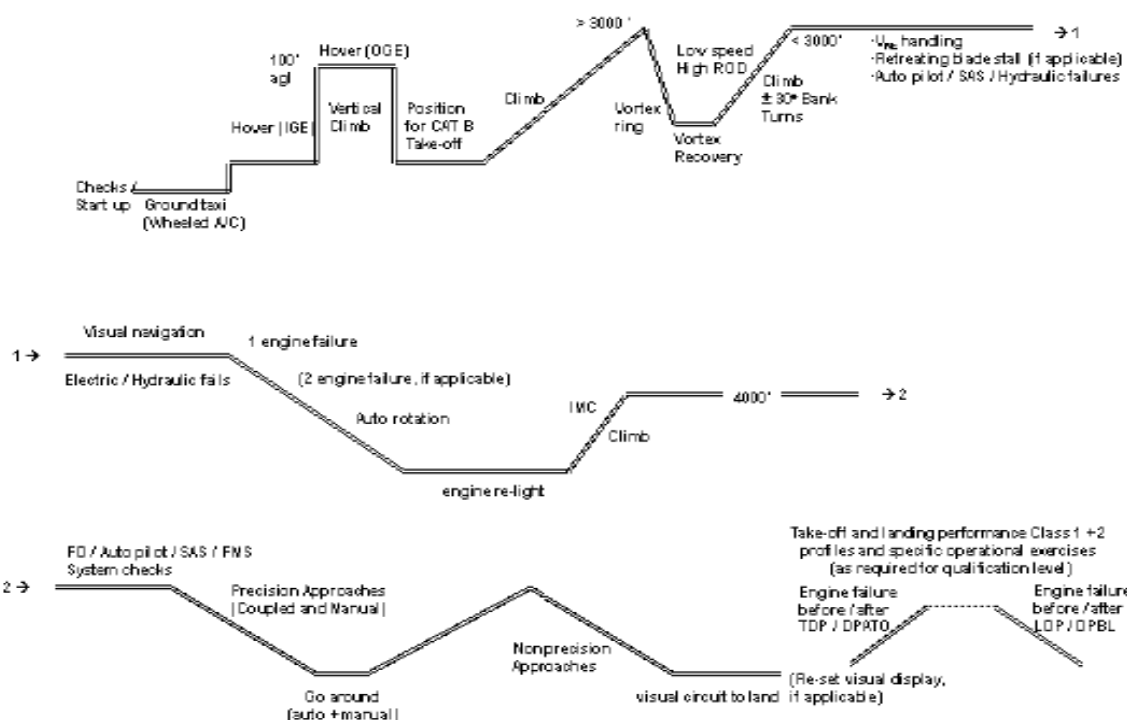 Checks /
Start up
Ground taxi
(Wheeled A/C)
Hover (IGE)
100'
agl
Hover (OGE)
Vertical
Climb
Position
for CAT B
Take-off
Climb
> 3000 '
Vortex
ring
Low speed
High ROD
Vortex
Recovery
Climb
± 30° Bank
Turns
< 3000'
→ 1
·VNE handling
·Retreating blade stall (if applicable)
·Auto pilot / SAS / Hydraulic failures
1 →
Visual navigation
Electric / Hydraulic fails
1 engine failure
(2 engine failure, if applicable)
Auto rotation
engine re-light
IMC
Climb
4000'
→ 2
2 →
FD / Auto pilot / SAS / FMS
System checks
Precision Approaches
(Coupled and Manual)
Go around
(auto + manual)
Nonprecision
Approaches
visual circuit to land
(Re-set visual display,
if applicable)
Take-off and landing performance Class 1 + 2
profiles and specific operational exercises
(as required for qualification level)
Engine failure
before / after
TDP / DPATO
Engine failure
before / after
LDP / DPBL